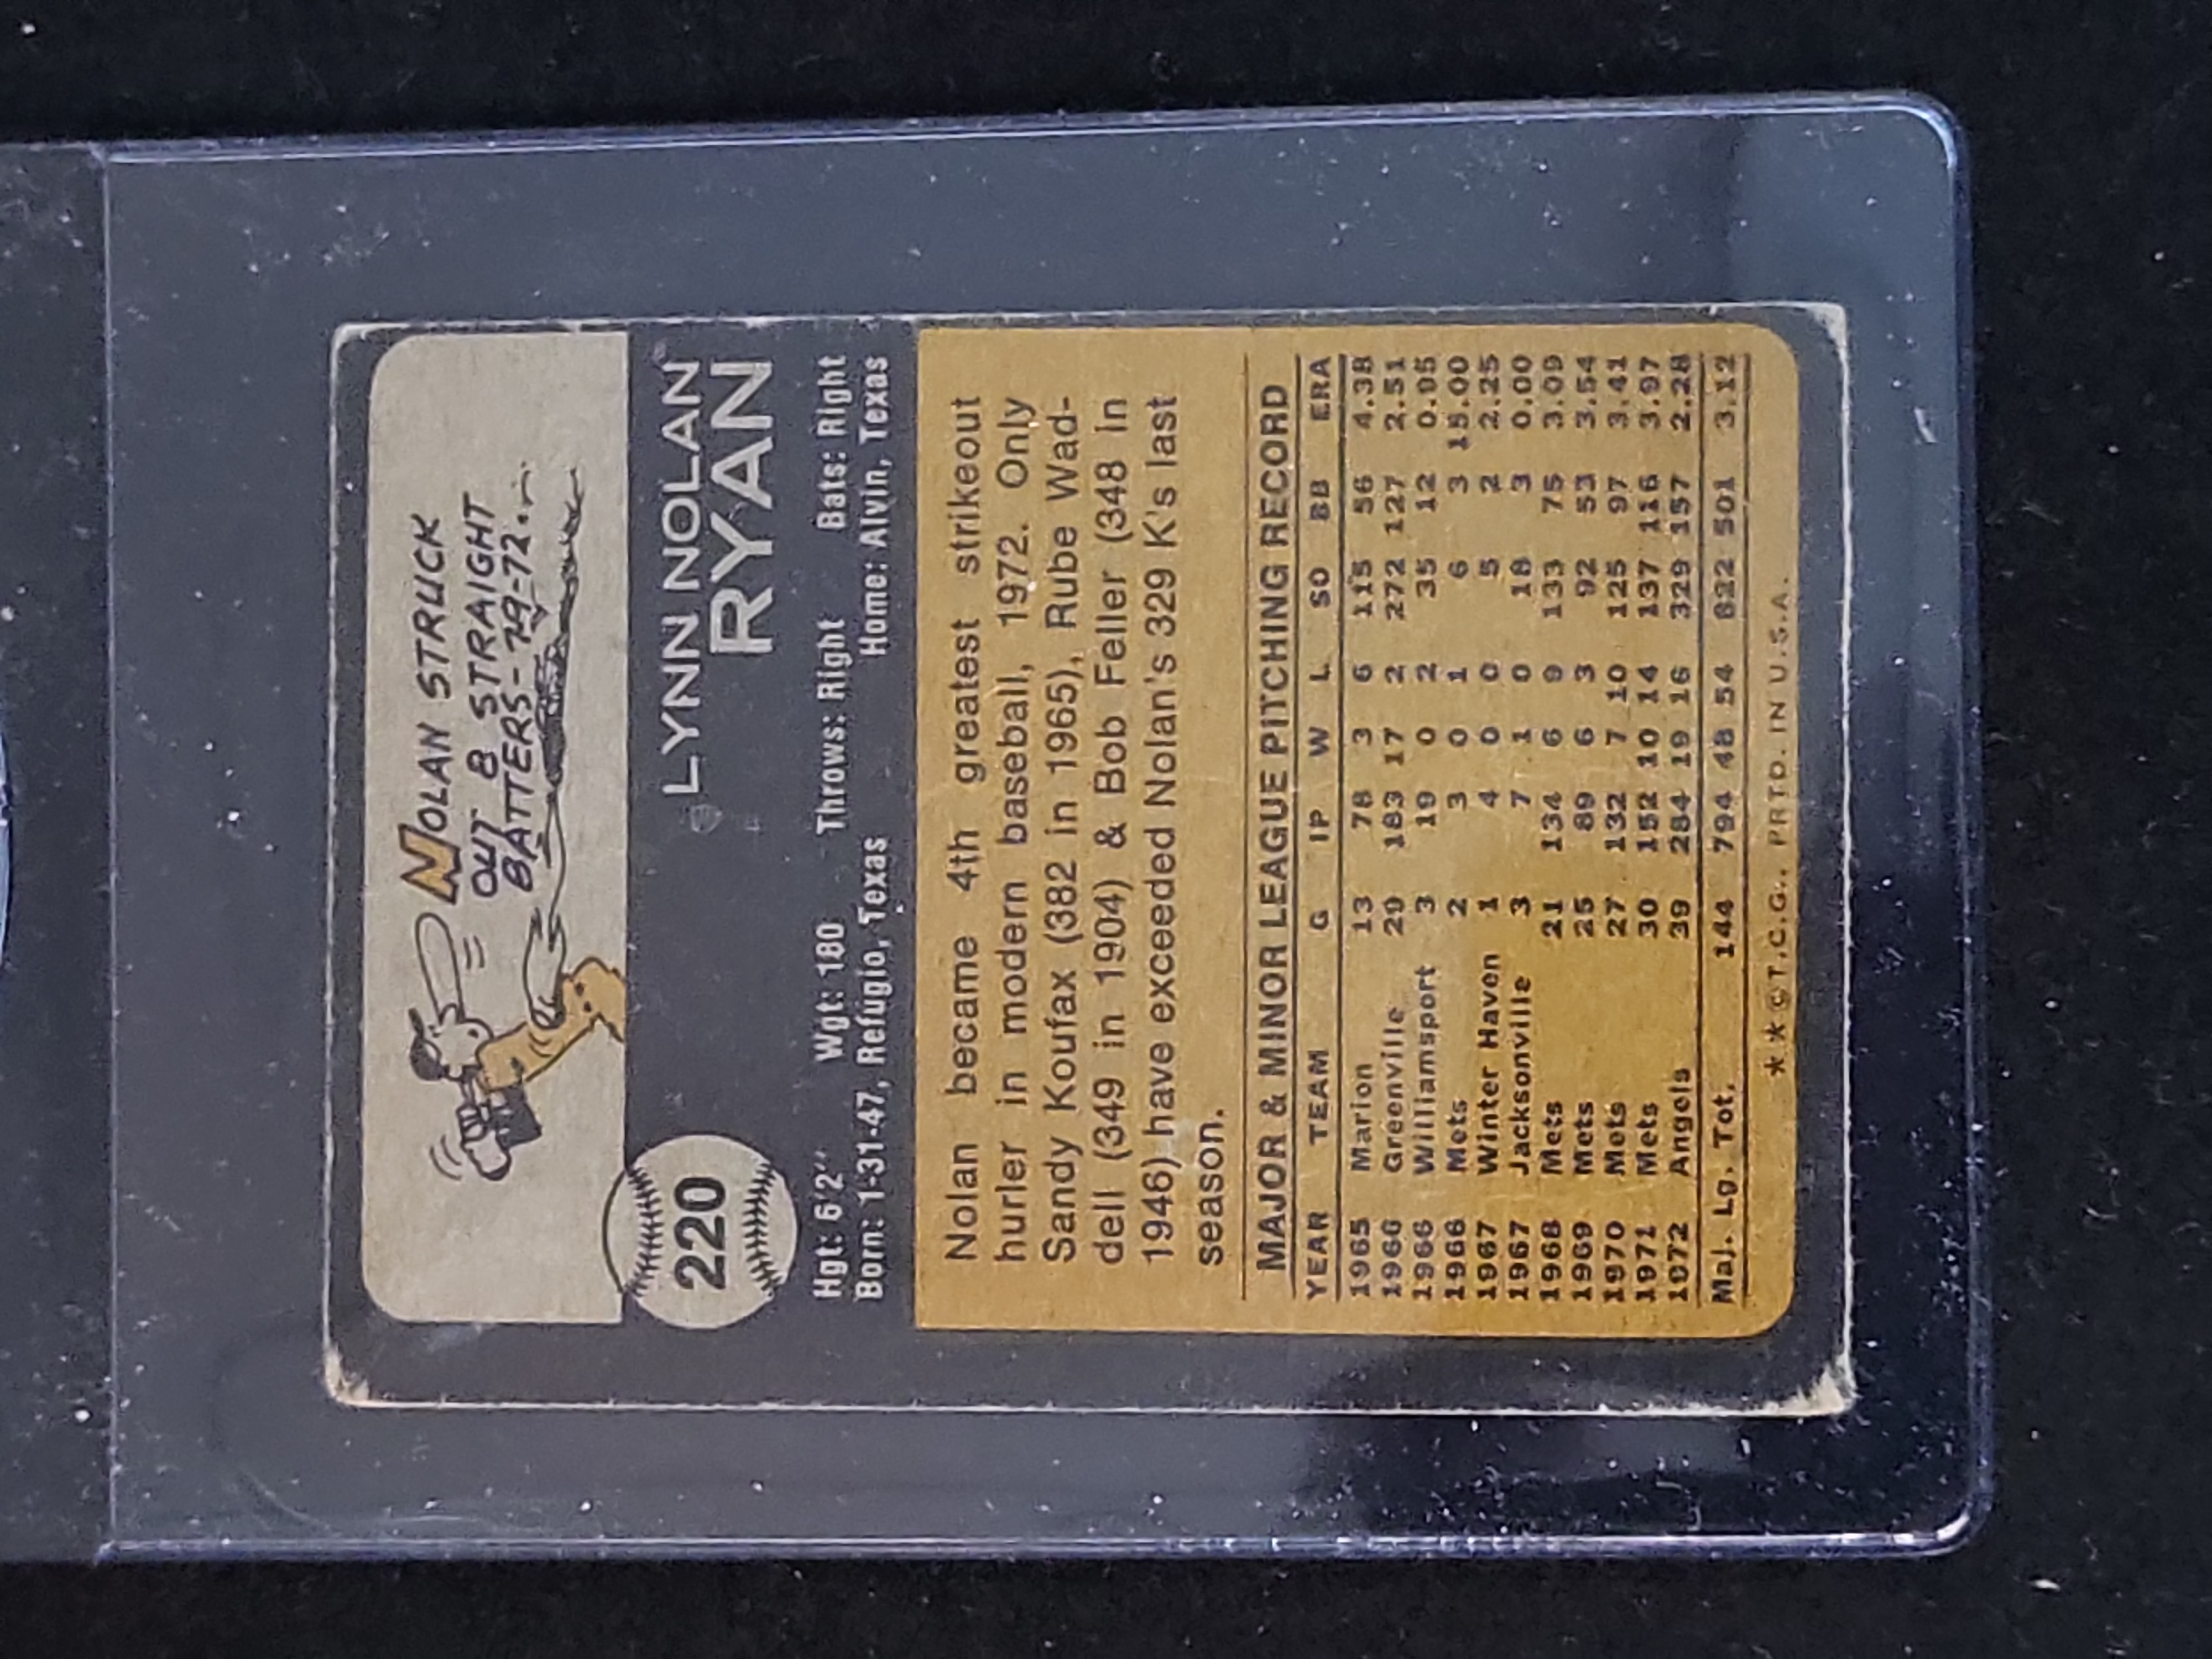 NOLAN STRUCK
OUT 8 STRAIGHT
BATTERS-7-9-72...
220
LYNN NOLAN
RYAN
Hgt: 6'2" Wgt: 180 Throws: Right Bats: Right
Born: 1-31-47, Refugio, Texas Home: Alvin, Texas
Nolan became 4th greatest strikeout
hurler in modern baseball, 1972. Only
Sandy Koufax (382 in 1965), Rube Wad-
dell (349 in 1904) & Bob Feller (348 in
1946) have exceeded Nolan's 329 K's last
season.
MAJOR & MINOR LEAGUE PITCHING RECORD
YEAR TEAM G IP W L SO BB ERA
1965 Marion 13 78 3 6 115 56 4.38
1966 Greenville 29 183 17 2 272 127 2.51
1966 Williamsport 3 19 0 2 35 12 0.95
1966 Mets 2 3 0 1 6 3 15.00
1967 Winter Haven 1 4 0 0 5 2 2.25
1967 Jacksonville 3 7 1 0 18 3 0.00
1968 Mets 21 134 6 9 133 75 3.09
1969 Mets 25 89 6 3 92 53 3.54
1970 Mets 27 132 7 10 125 97 3.41
1971 Mets 30 152 10 14 137 116 3.97
1972 Angels 39 284 19 16 329 157 2.28
Maj. Lg. Tot. 144 794 48 54 822 501 3.12
**©T.C.G., PRTD. IN U.S.A.